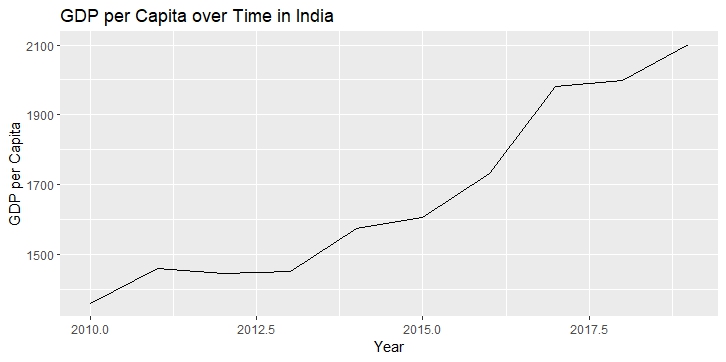 GDP per Capita over Time in India
2100
1900
1700
1500
GDP per Capita
2010.0
2012.5
2015.0
2017.5
Year